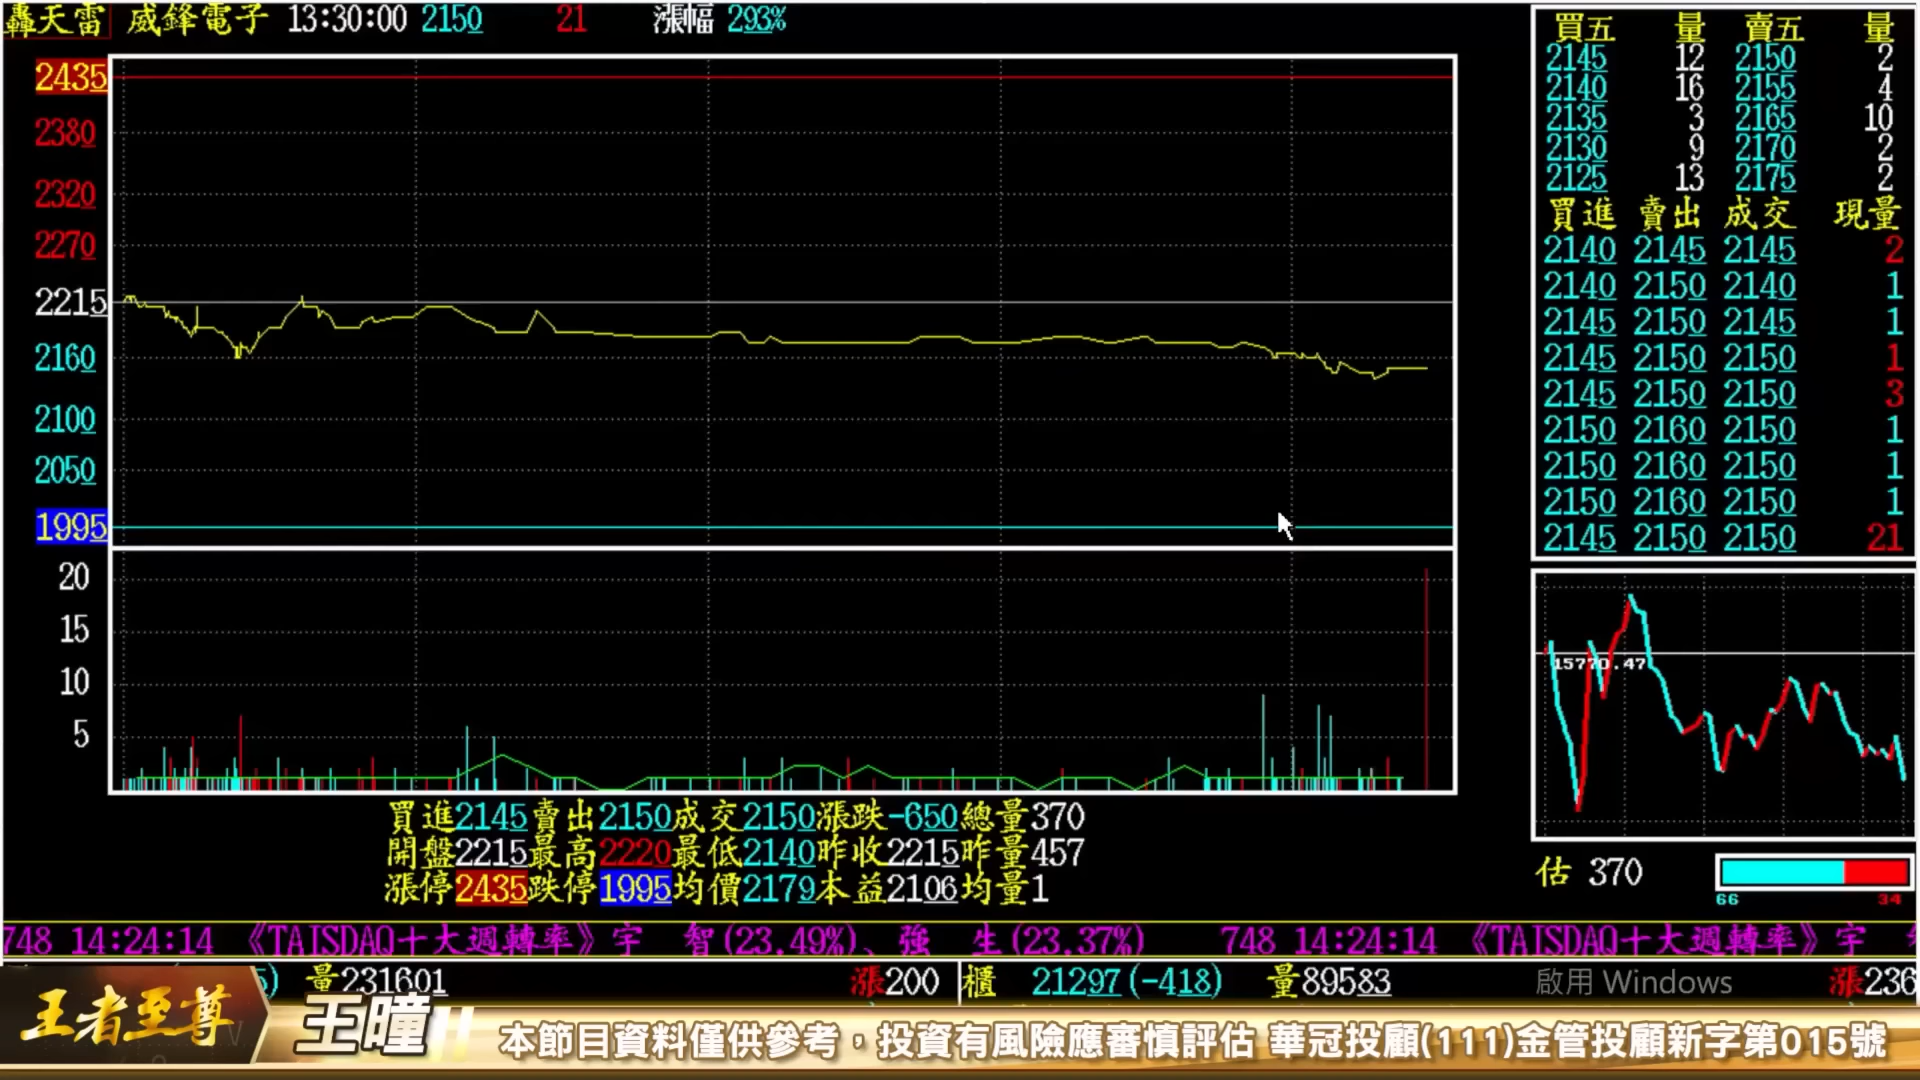 轟天雷 威鋒電子 13:30:00 2150 21 漲幅 293%
2435
2380
2320
2270
2215
2160
2100
2050
1995
20
15
10
5
買五 量 賣五 量
2145 12 2150 2
2140 16 2155 4
2135 3 2165 10
2130 9 2170 2
2125 13 2175 2
買進 賣出 成交 現量
2140 2145 2145 2
2140 2150 2140 1
2145 2150 2145 1
2145 2150 2150 1
2145 2150 2150 3
2150 2160 2150 1
2150 2160 2150 1
2150 2160 2150 1
2145 2150 2150 21
15770.47
估 370
66 34
買進2145賣出2150成交2150漲跌-650總量370
開盤2215最高2220最低2140昨收2215昨量457
漲停2435跌停1995均價2179本益2106均量1
748 14:24:14 《TAISDAQ十大週轉率》宇 智(23.49%)、強 生(23.37%) 748 14:24:14 《TAISDAQ十大週轉率》宇
5) 量231601 漲200 櫃 21297(-418) 量89583 漲236
啟用 Windows
王者至尊 王曈 本節目資料僅供參考，投資有風險應審慎評估 華冠投顧(111)金管投顧新字第015號